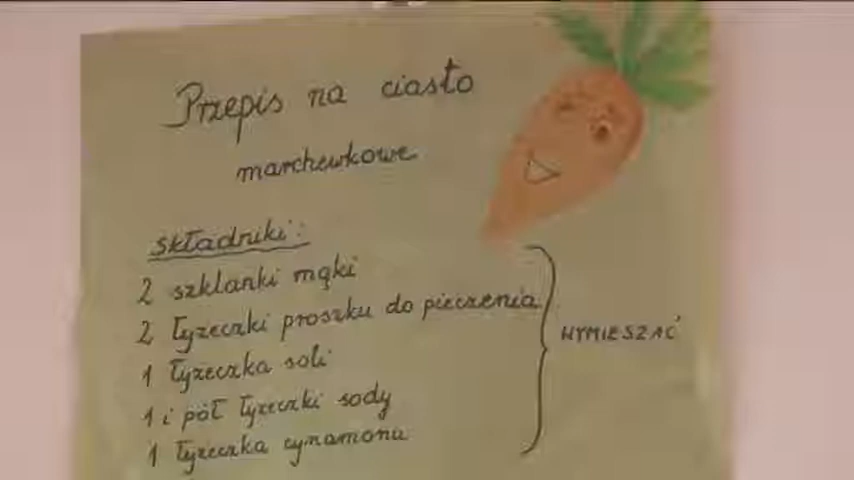 Przepis na ciasto
marchewkowe
składniki:
2 szklanki mąki
2 łyżeczki proszku do pieczenia
1 łyżeczka soli
1 i pół łyżeczki sody
1 łyżeczka cynamonu
WYMIESZAĆ